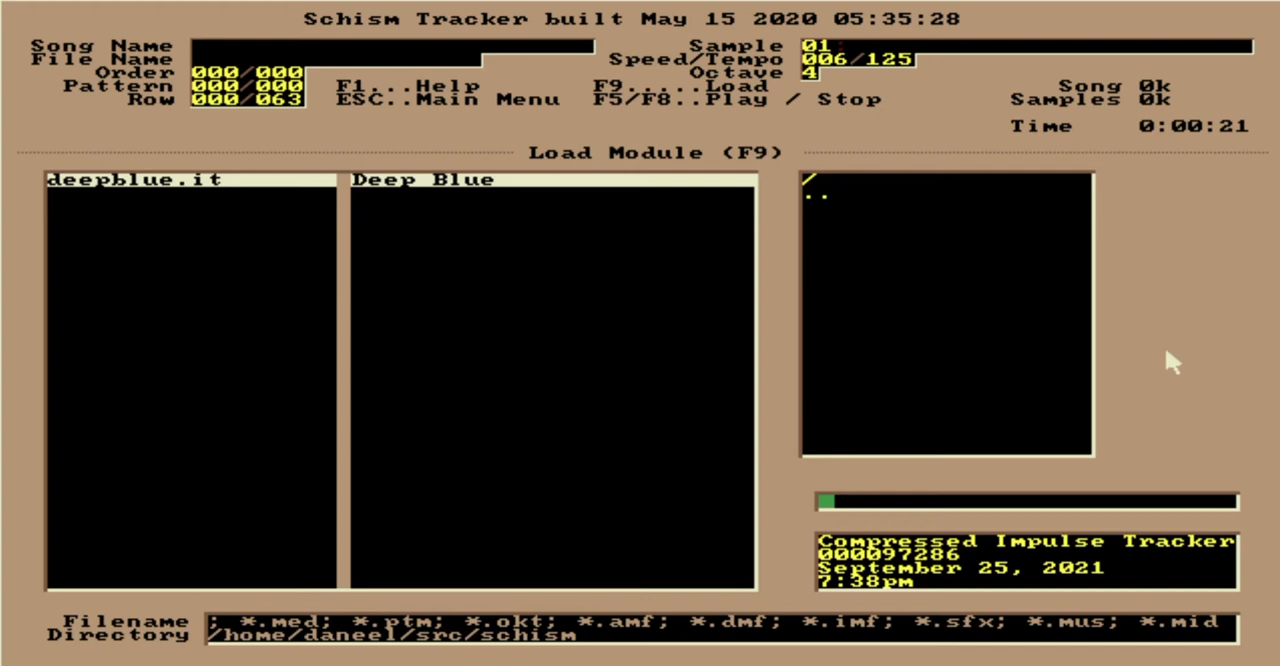 Schism Tracker built May 15 2020 05:35:28
Song Name
Sample 01:
File Name
Speed/Tempo 006/125
Order 000/000
Octave 4
Pattern 000/000 F1...Help F9.....Load Song 0k
Row 000/063 ESC..Main Menu F5/F8..Play / Stop Samples 0k
Time 0:00:21
Load Module (F9)
deepblue.it Deep Blue /
..
Compressed Impulse Tracker
000097286
September 25, 2021
7:38pm
Filename ; *.med; *.ptm; *.okt; *.amf; *.dmf; *.imf; *.sfx; *.mus; *.mid
Directory /home/daneel/src/schism